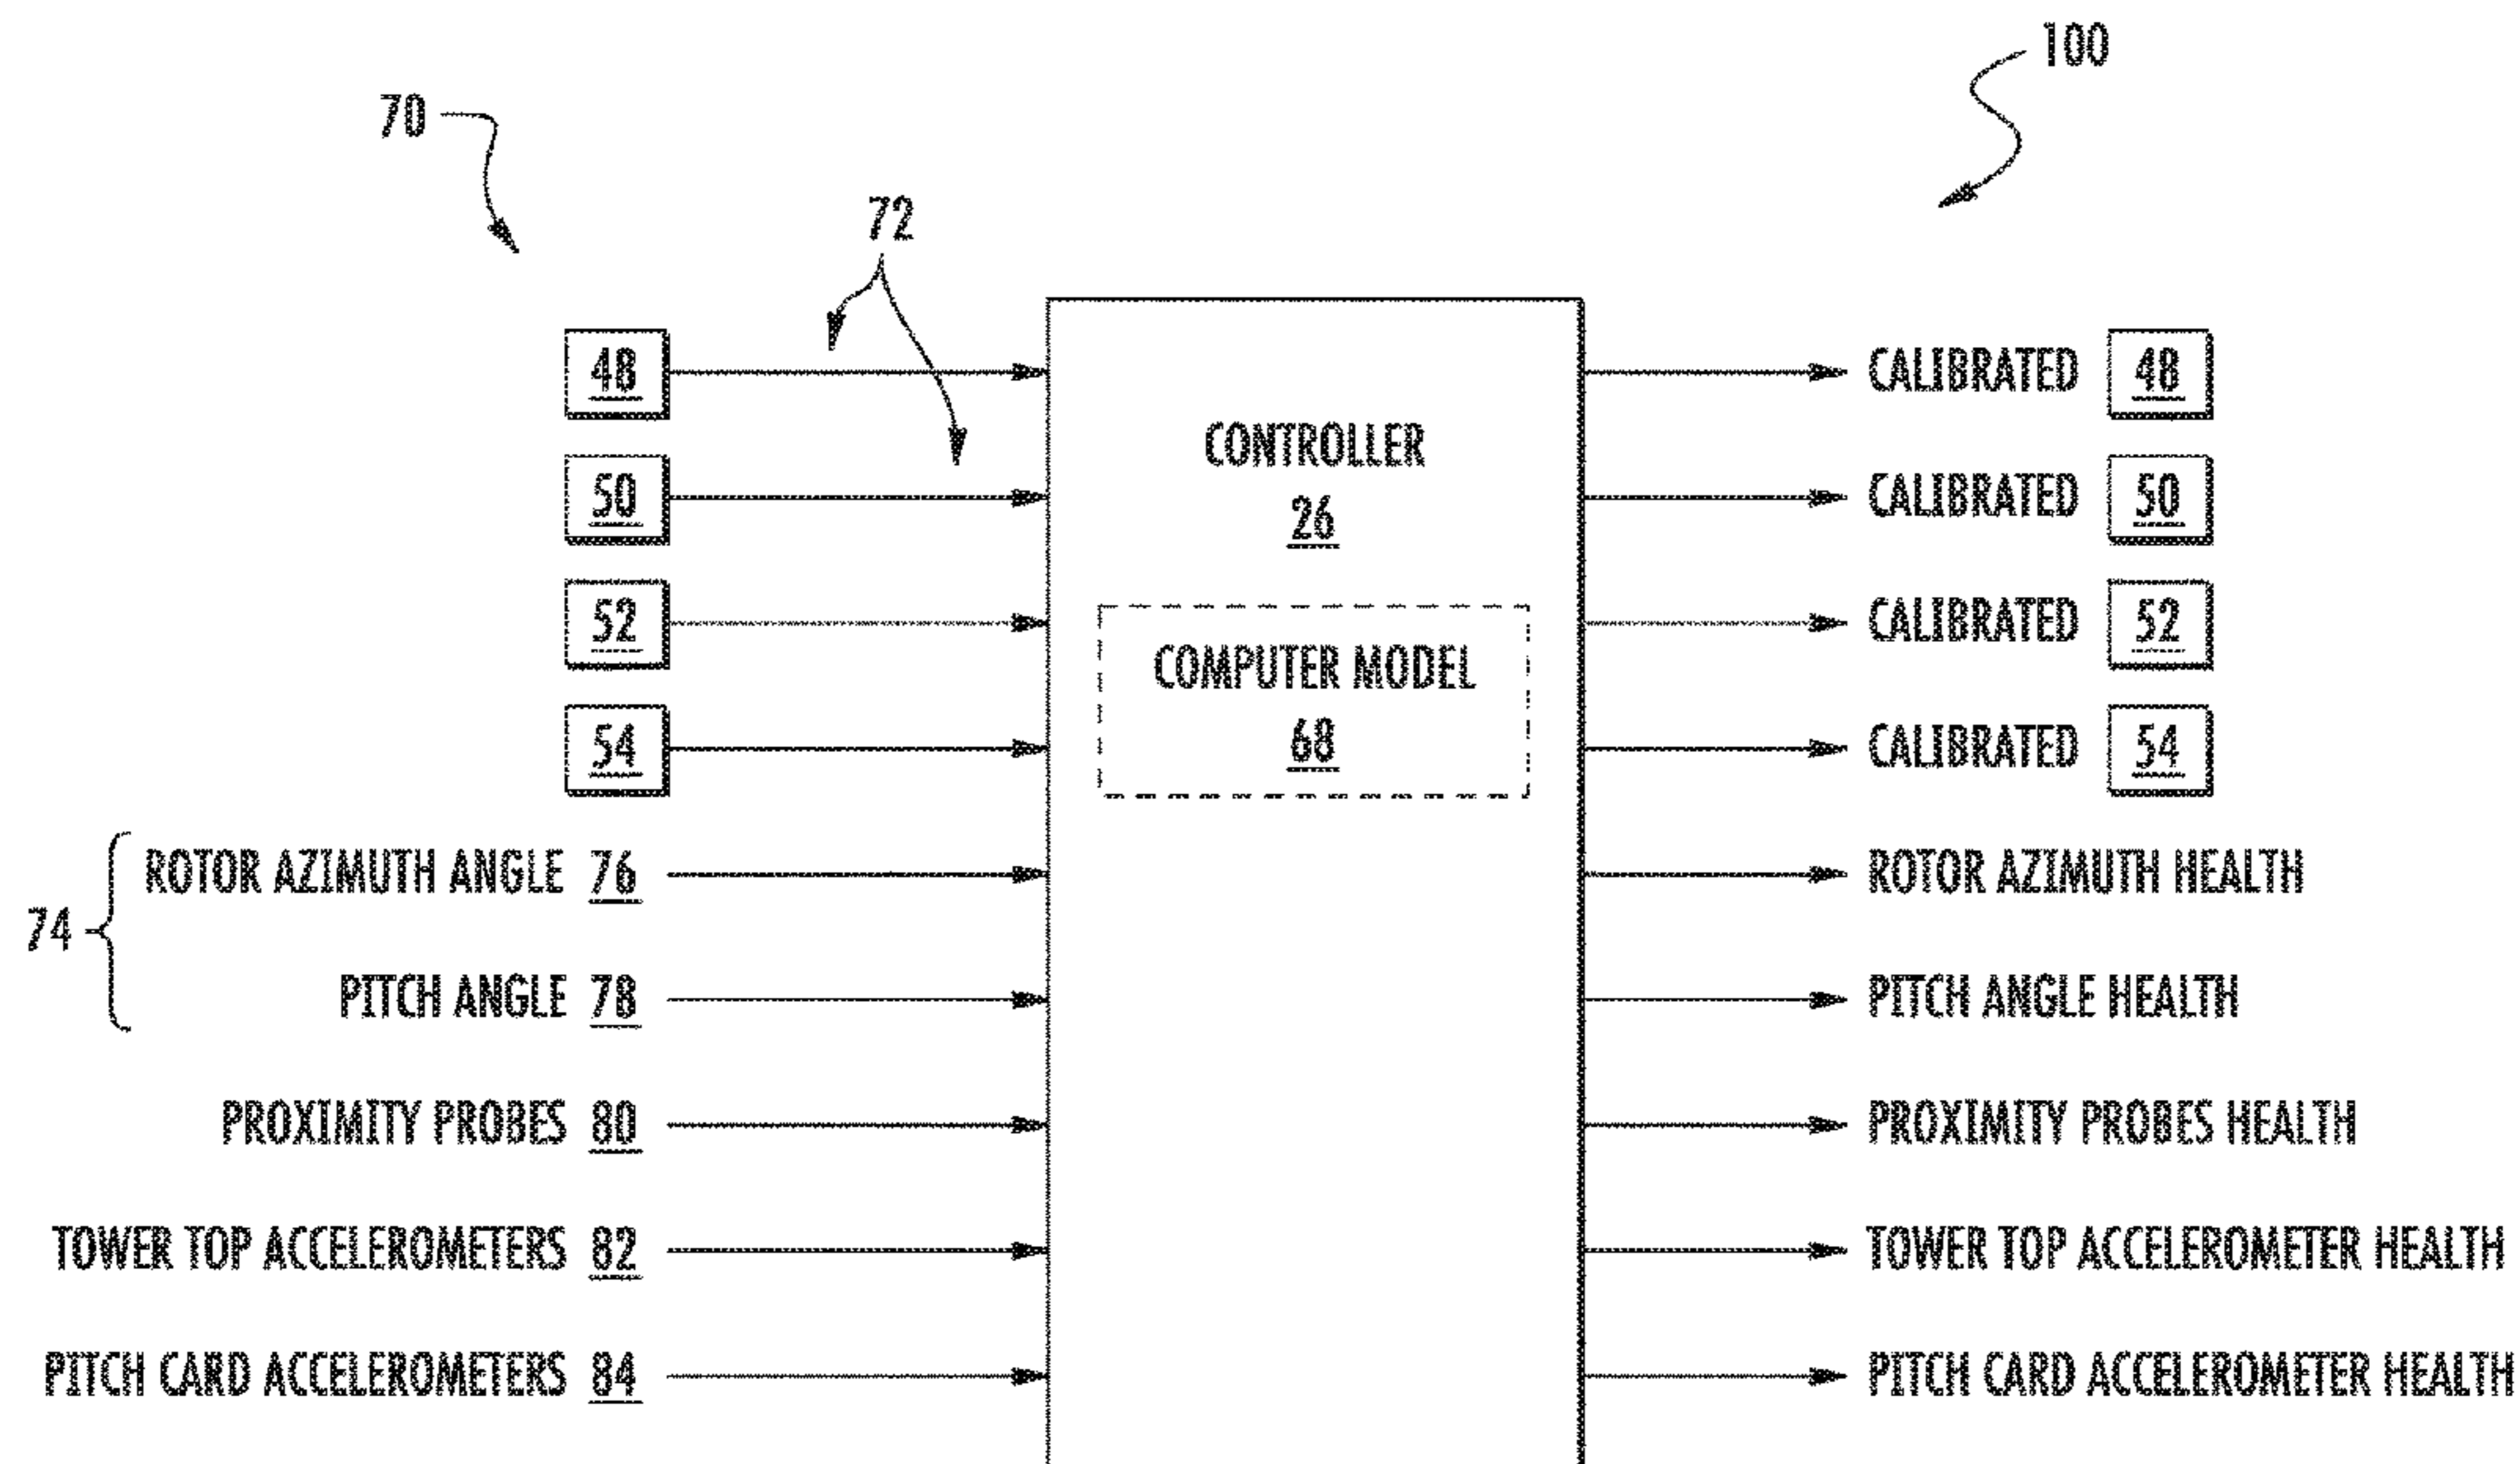 100
70
72
48 CALIBRATED 48
CONTROLLER
50 CALIBRATED 50
26
52 CALIBRATED 52
COMPUTER MODEL
54 CALIBRATED 54
68
ROTOR AZIMUTH ANGLE 76 ROTOR AZIMUTH HEALTH
74
PITCH ANGLE 78 PITCH ANGLE HEALTH
PROXIMITY PROBES 80 PROXIMITY PROBES HEALTH
TOWER TOP ACCELEROMETERS 82 TOWER TOP ACCELEROMETER HEALTH
PITCH CARD ACCELEROMETERS 84 PITCH CARD ACCELEROMETER HEALTH